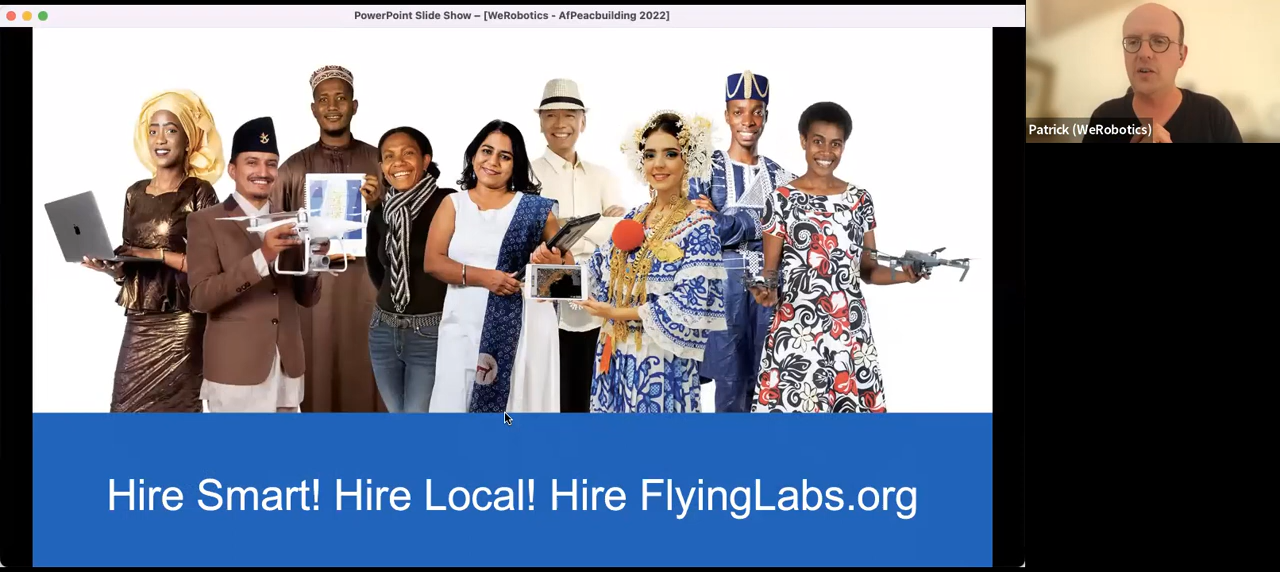 PowerPoint Slide Show – [WeRobotics - AfPeacbuilding 2022]
Patrick (WeRobotics)
Hire Smart! Hire Local! Hire FlyingLabs.org